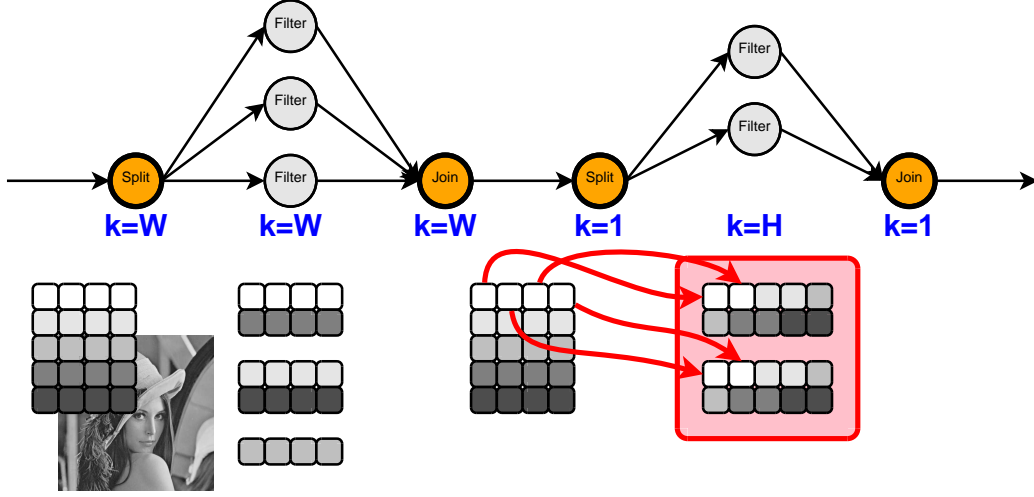 Filter
Filter
Filter
Filter
Filter
Split
Join
Split
Join
k=W
k=W
k=W
k=1
k=H
k=1